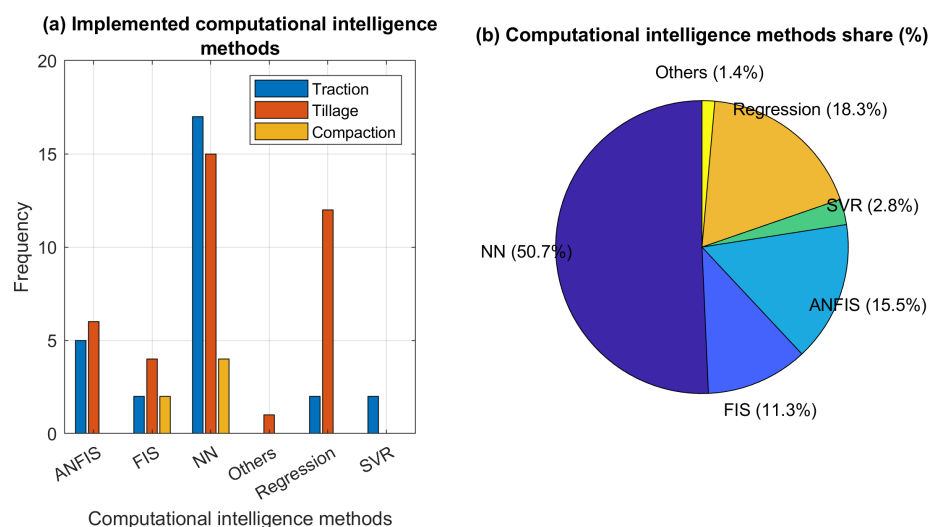 (a) Implemented computational intelligence
methods
20
15
10
5
0
Frequency
Traction
Tillage
Compaction
ANFIS
FIS
NN
Others
Regression
SVR
Computational intelligence methods
(b) Computational intelligence methods share (%)
Others (1.4%)
Regression (18.3%)
SVR (2.8%)
NN (50.7%)
ANFIS (15.5%)
FIS (11.3%)